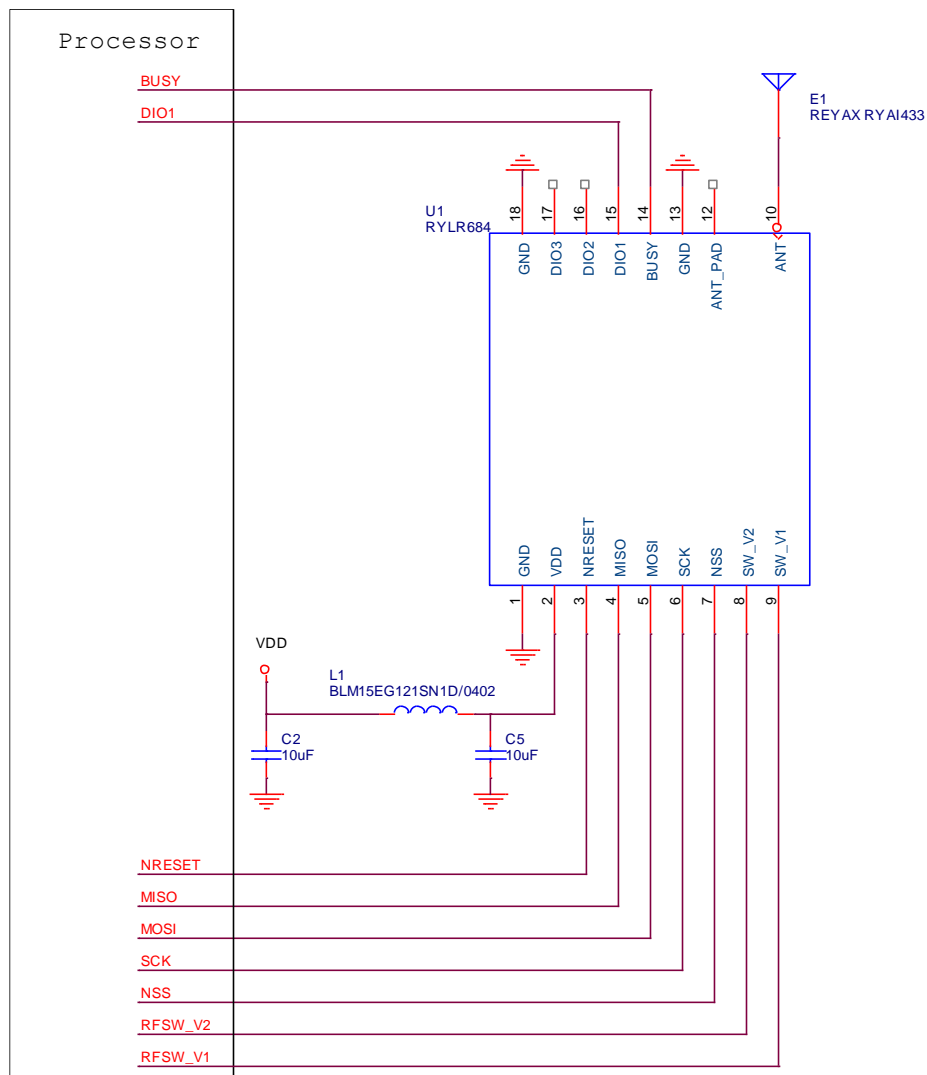 Processor
BUSY
DIO1
E1
REYAX RYAI433
U1
RYLR684
18
17
16
15
14
13
12
10
GND
DIO3
DIO2
DIO1
BUSY
GND
ANT_PAD
ANT
GND
VDD
NRESET
MISO
MOSI
SCK
NSS
SW_V2
SW_V1
1
2
3
4
5
6
7
8
9
VDD
L1
BLM15EG121SN1D/0402
C2
10uF
C5
10uF
NRESET
MISO
MOSI
SCK
NSS
RFSW_V2
RFSW_V1